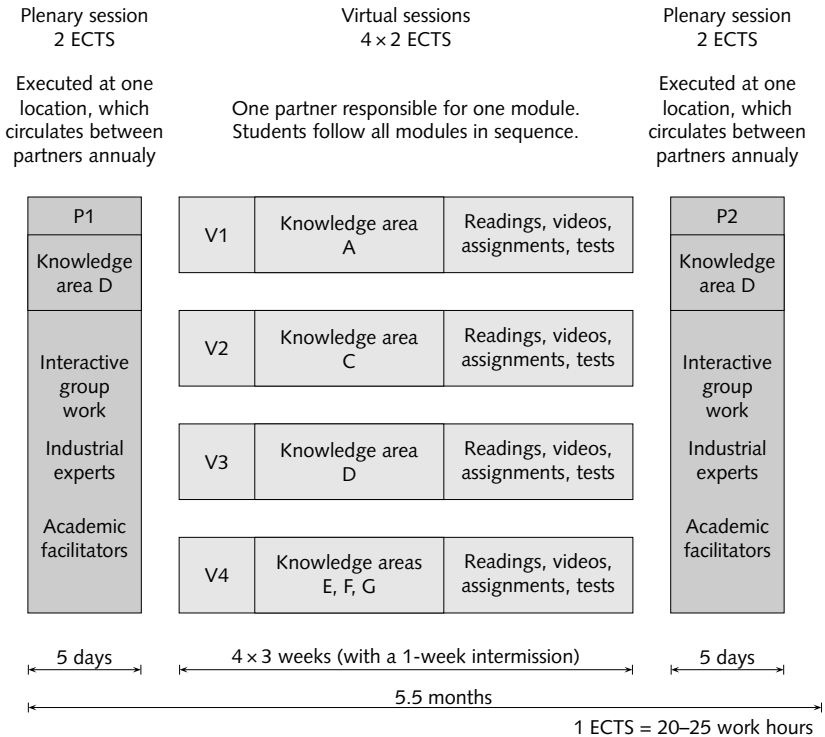 Plenary session
2 ECTS
Executed at one
location, which
circulates between
partners annualy
Virtual sessions
4 × 2 ECTS
One partner responsible for one module.
Students follow all modules in sequence.
Plenary session
2 ECTS
Executed at one
location, which
circulates between
partners annualy
P1
Knowledge
area D
Interactive
group
work
Industrial
experts
Academic
facilitators
V1
Knowledge area
A
Readings, videos,
assignments, tests
V2
Knowledge area
C
Readings, videos,
assignments, tests
V3
Knowledge area
D
Readings, videos,
assignments, tests
V4
Knowledge areas
E, F, G
Readings, videos,
assignments, tests
P2
Knowledge
area D
Interactive
group
work
Industrial
experts
Academic
facilitators
5 days
4 × 3 weeks (with a 1-week intermission)
5 days
5.5 months
1 ECTS = 20–25 work hours